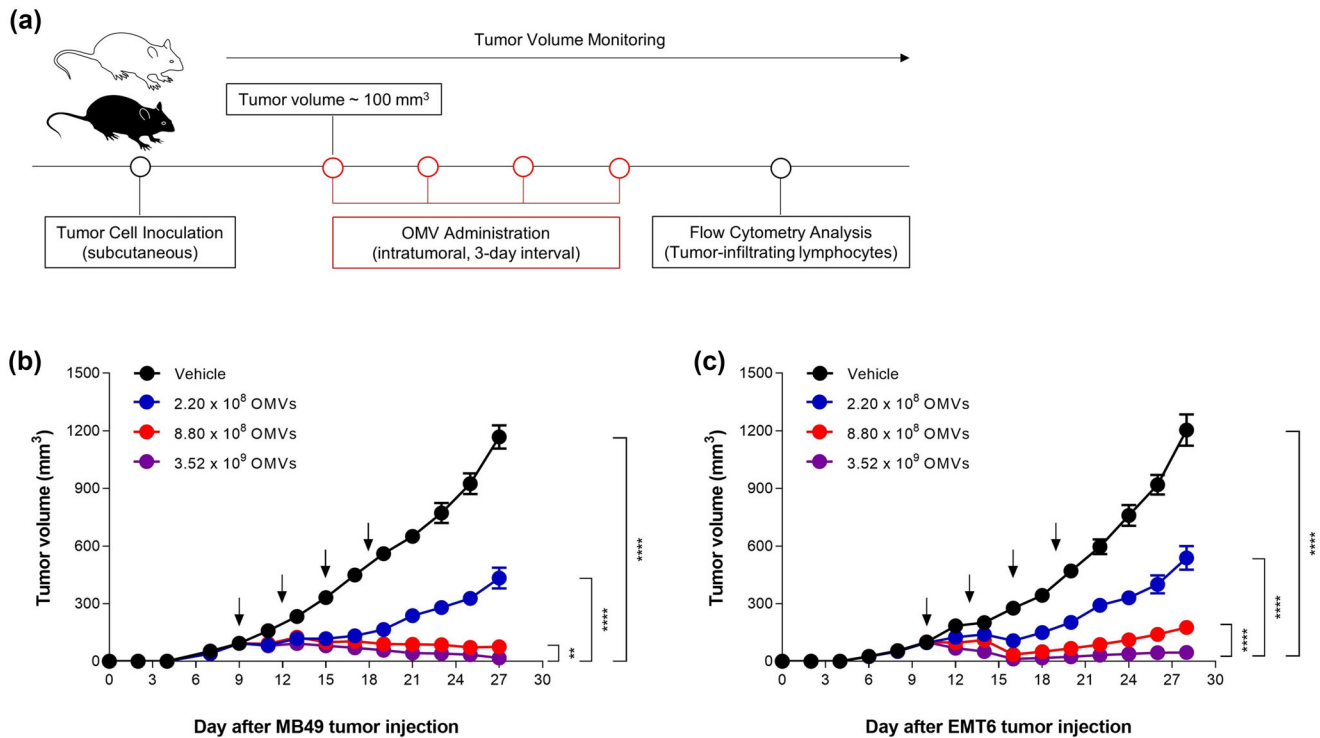 (a)
Tumor Volume Monitoring
Tumor volume ~ 100 mm³
Tumor Cell Inoculation
(subcutaneous)
OMV Administration
(intratumoral, 3-day interval)
Flow Cytometry Analysis
(Tumor-infiltrating lymphocytes)
(b)
Tumor volume (mm³)
1500
1200
900
600
300
0
Vehicle
2.20 x 10⁸ OMVs
8.80 x 10⁸ OMVs
3.52 x 10⁹ OMVs
**
****
****
0 3 6 9 12 15 18 21 24 27 30
Day after MB49 tumor injection
(c)
Tumor volume (mm³)
1500
1200
900
600
300
0
Vehicle
2.20 x 10⁸ OMVs
8.80 x 10⁸ OMVs
3.52 x 10⁹ OMVs
****
****
****
0 3 6 9 12 15 18 21 24 27 30
Day after EMT6 tumor injection